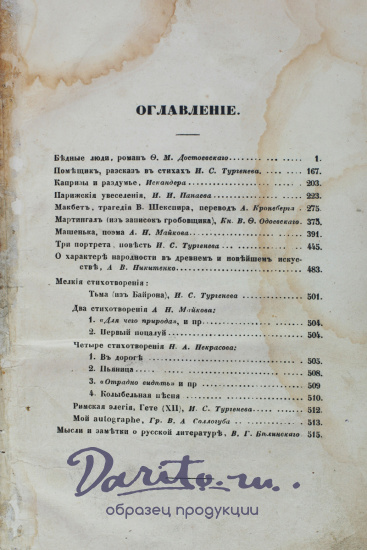 ОГЛАВЛЕНІЕ.
Бѣдные люди, романъ Ѳ. М. Достоевскаго 1.
Помѣщикъ, разсказъ въ стихахъ И. С. Тургенева 167.
Капризы и раздумье, Искандера 203.
Парижскія увеселенія, И. И. Панаева 223.
Макбетъ, трагедія В. Шекспира, переводъ А. Кронеберга 275.
Мартингалъ (изъ записокъ гробовщика), Кн. В. Ѳ. Одоевскаго 375.
Машенька, поэма А. Н. Майкова 391.
Три портрета, повѣсть И. С. Тургенева 445.
О характерѣ народности въ древнемъ и новѣйшемъ искус-
ствѣ, А. В. Никитенко 483.
Мелкія стихотворенія:
Тьма (изъ Байрона), И. С. Тургенева 501.
Два стихотворенія А. Н. Майкова:
1. «Для чего природа», и пр 504.
2. Первый поцалуй 504.
Четыре стихотворенія Н. А. Некрасова:
1. Въ дорогѣ 505.
2. Пьяница 508.
3. «Отрадно видѣть» и пр 509
4. Колыбельная пѣсня 510.
Римская элегія, Гете (XII), И. С. Тургенева 512.
Мой autographe, Гр. В. А. Соллогуба 513.
Мысли и замѣтки о русской литературѣ, В. Г. Бѣлинскаго 515.
Darito.ru
образец продукции